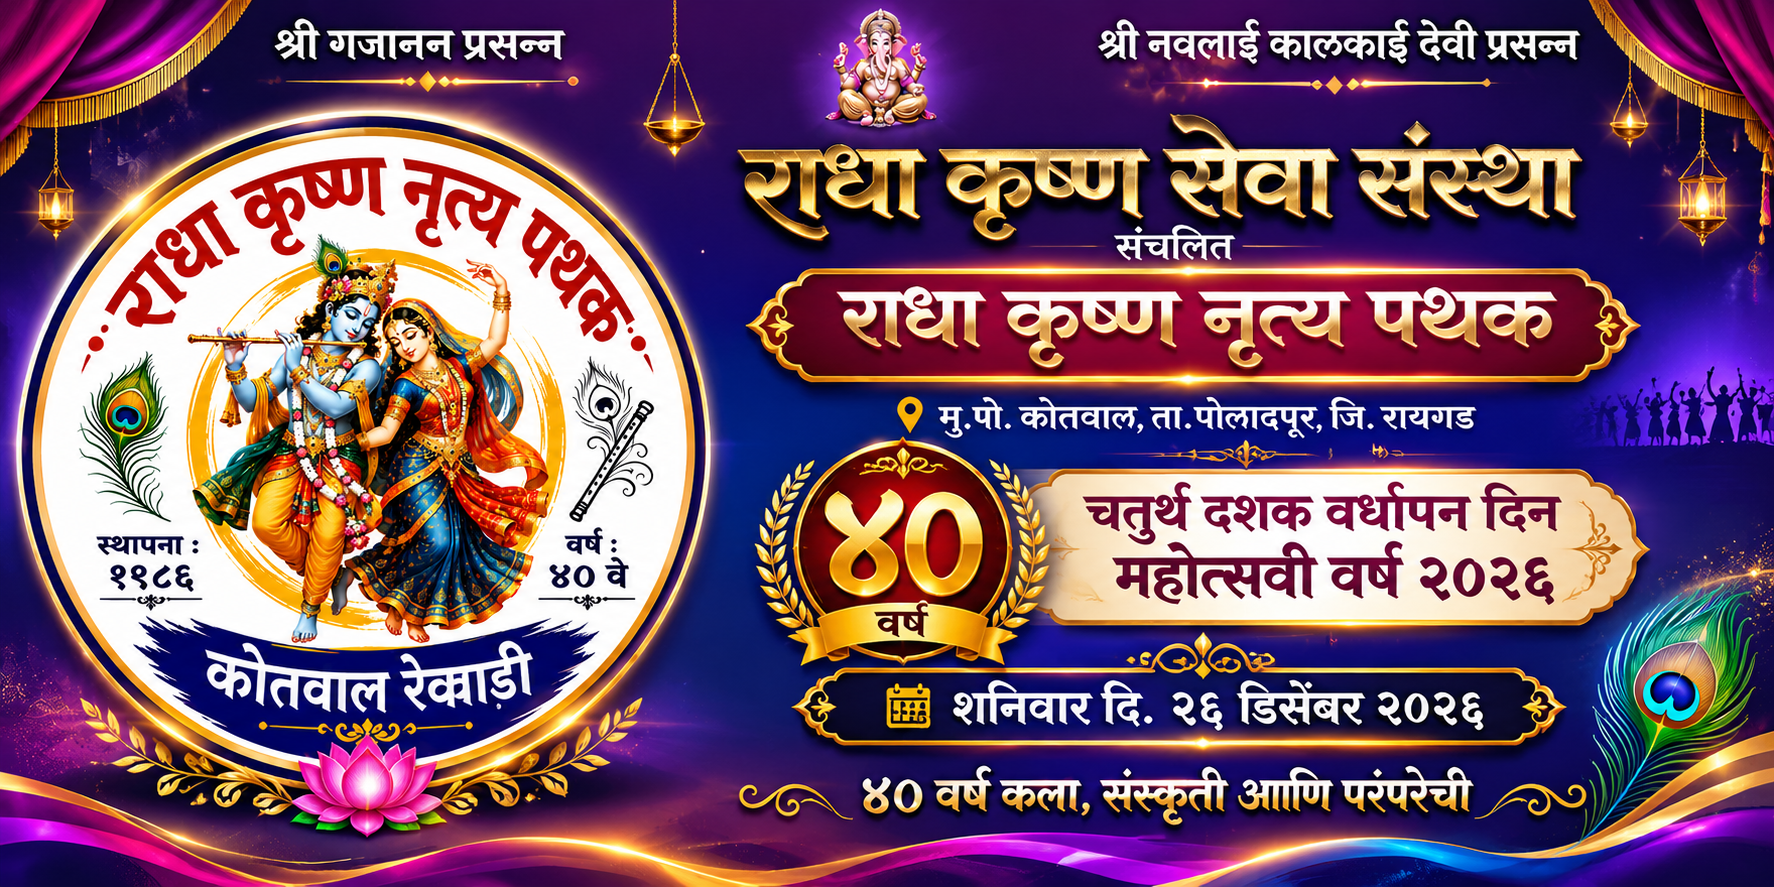 श्री गजानन प्रसन्न
श्री नवलाई कालकाई देवी प्रसन्न
राधा कृष्ण नृत्य पथक
स्थापना :
१९८६
वर्ष :
४० वे
कोतवाल रेववाडी
राधा कृष्ण सेवा संस्था
संचलित
राधा कृष्ण नृत्य पथक
मु.पो. कोतवाल, ता.पोलादपूर, जि. रायगड
४०
वर्ष
चतुर्थ दशक वर्धापन दिन
महोत्सवी वर्ष २०२६
शनिवार दि. २६ डिसेंबर २०२६
४० वर्ष कला, संस्कृती आाणि परंपरेची